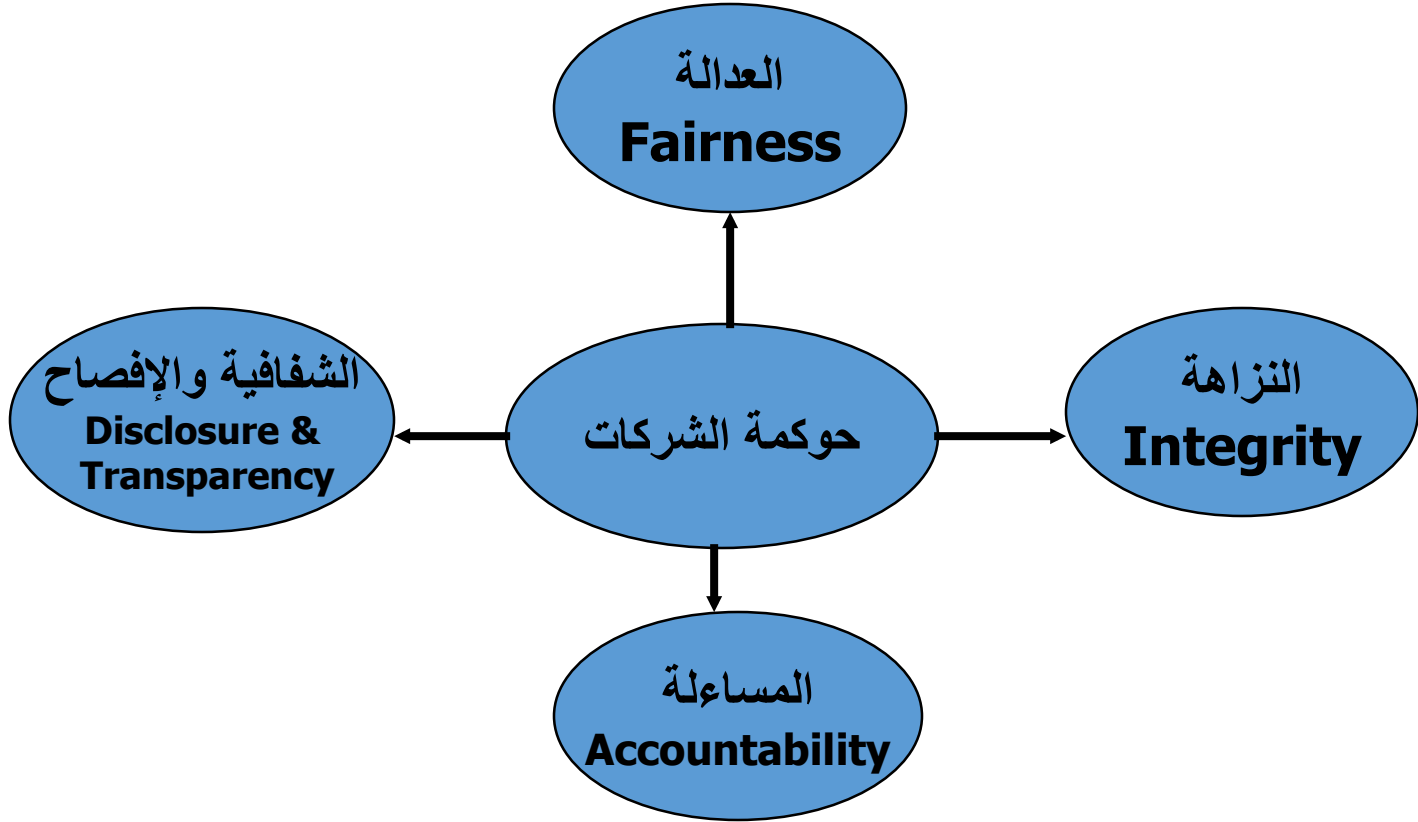 العدالة
Fairness
الشفافية والإفصاح
Disclosure &
Transparency
حوكمة الشركات
النزاهة
Integrity
المساءلة
Accountability